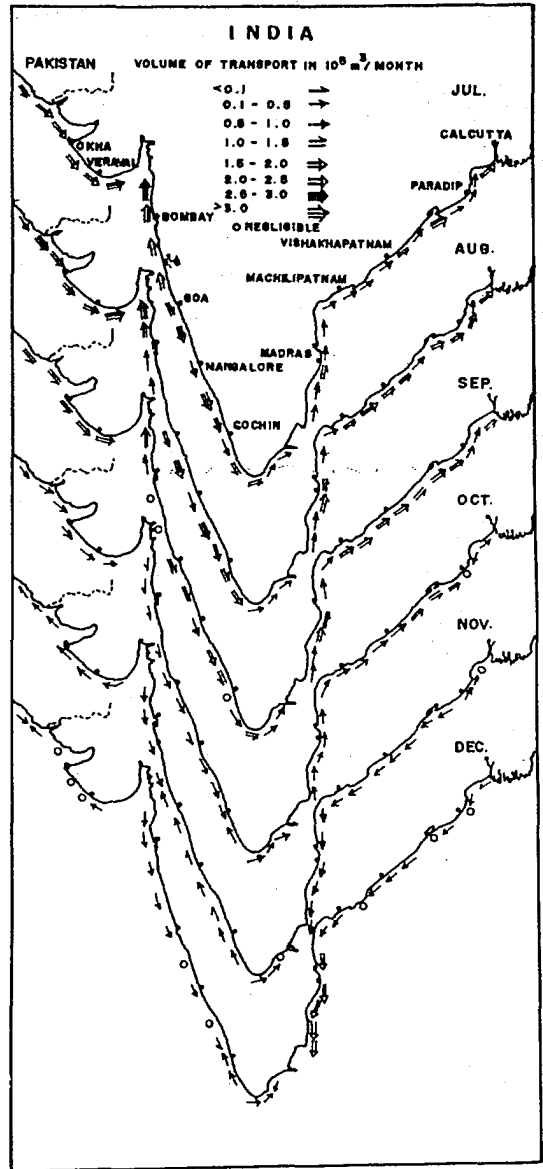 INDIA
PAKISTAN
VOLUME OF TRANSPORT IN 10⁵ m³/MONTH
<0.1
0.1 - 0.5
0.5 - 1.0
1.0 - 1.5
1.5 - 2.0
2.0 - 2.5
2.5 - 3.0
>3.0
O NEGLIGIBLE
JUL.
CALCUTTA
OKHA
VERAVAL
PARADIP
BOMBAY
VISHAKHAPATNAM
AUG.
MACHILIPATNAM
GOA
MADRAS
MANGALORE
SEP.
COCHIN
OCT.
NOV.
DEC.